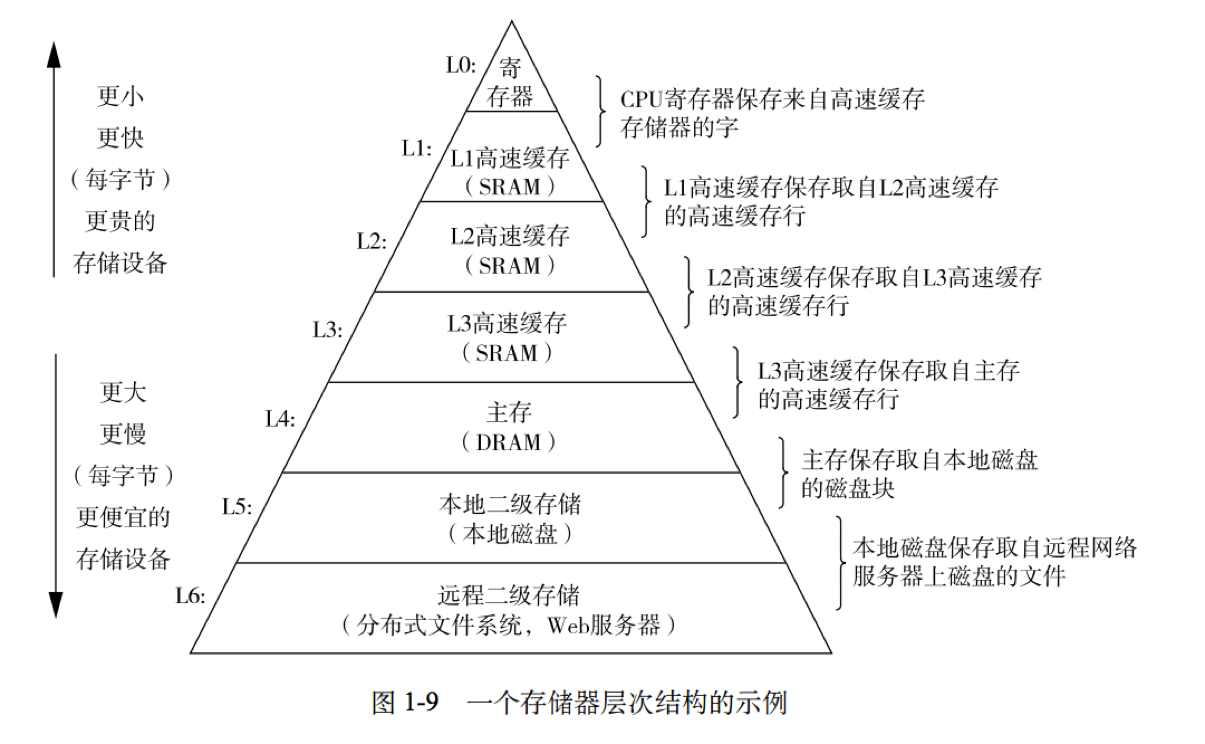 更小
更快
（每字节）
更贵的
存储设备
更大
更慢
（每字节）
更便宜的
存储设备
L0:
寄
存器
CPU寄存器保存来自高速缓存
存储器的字
L1:
L1高速缓存
（SRAM）
L1高速缓存保存取自L2高速缓存
的高速缓存行
L2:
L2高速缓存
（SRAM）
L2高速缓存保存取自L3高速缓存
的高速缓存行
L3:
L3高速缓存
（SRAM）
L3高速缓存保存取自主存
的高速缓存行
L4:
主存
（DRAM）
主存保存取自本地磁盘
的磁盘块
L5:
本地二级存储
（本地磁盘）
本地磁盘保存取自远程网络
服务器上磁盘的文件
L6:
远程二级存储
（分布式文件系统，Web服务器）
图 1-9 一个存储器层次结构的示例